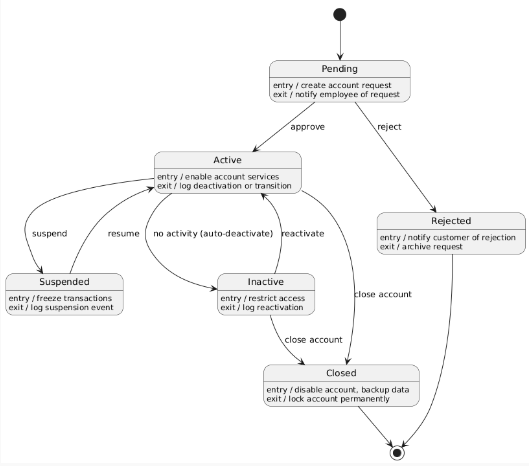 Pending
entry / create account request
exit / notify employee of request
approve
reject
Active
entry / enable account services
exit / log deactivation or transition
Rejected
entry / notify customer of rejection
exit / archive request
suspend
resume
no activity (auto-deactivate)
reactivate
Suspended
entry / freeze transactions
exit / log suspension event
Inactive
entry / restrict access
exit / log reactivation
close account
close account
Closed
entry / disable account, backup data
exit / lock account permanently